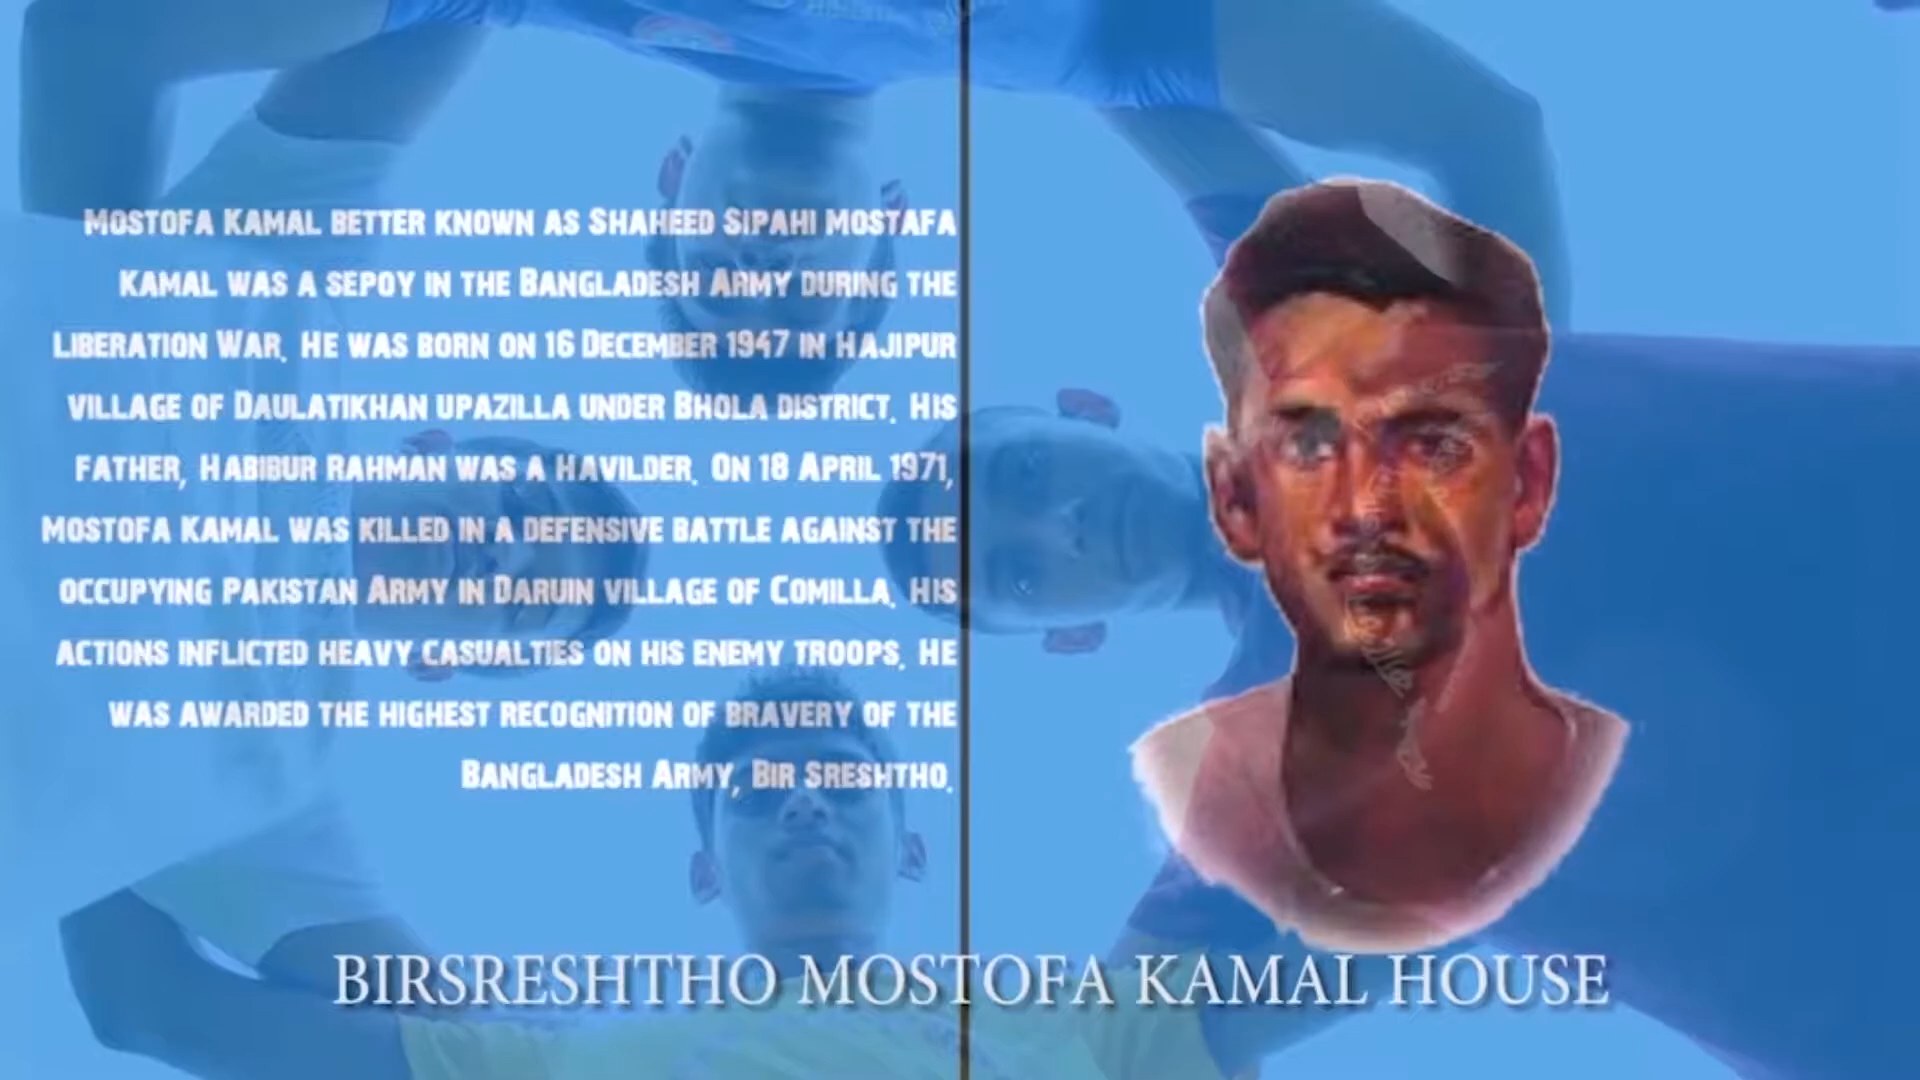 Mostofa Kamal better known as Shaheed Sipahi Mostafa
Kamal was a sepoy in the Bangladesh Army during the
Liberation War. He was born on 16 December 1947 in Hajipur
village of Daulatikhan upazilla under Bhola district. His
father, Habibur Rahman was a Havilder. On 18 April 1971,
Mostofa Kamal was killed in a defensive battle against the
occupying Pakistan Army in Daruin village of Comilla. His
actions inflicted heavy casualties on his enemy troops. He
was awarded the highest recognition of bravery of the
Bangladesh Army, Bir Sreshtho.
BIRSRESHTHO MOSTOFA KAMAL HOUSE